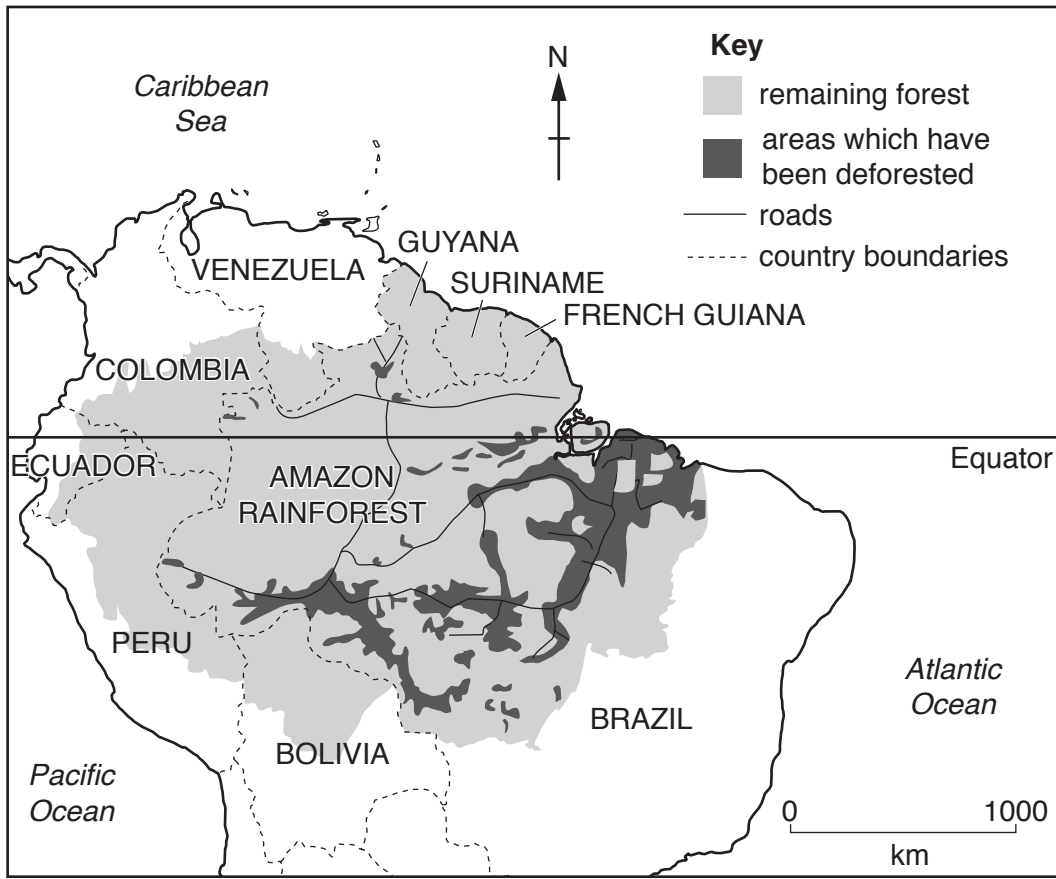 Caribbean
Sea
N
Key
remaining forest
areas which have
been deforested
roads
country boundaries
VENEZUELA
GUYANA
SURINAME
FRENCH GUIANA
COLOMBIA
ECUADOR
AMAZON
RAINFOREST
Equator
PERU
BRAZIL
BOLIVIA
Atlantic
Ocean
Pacific
Ocean
0 1000
km